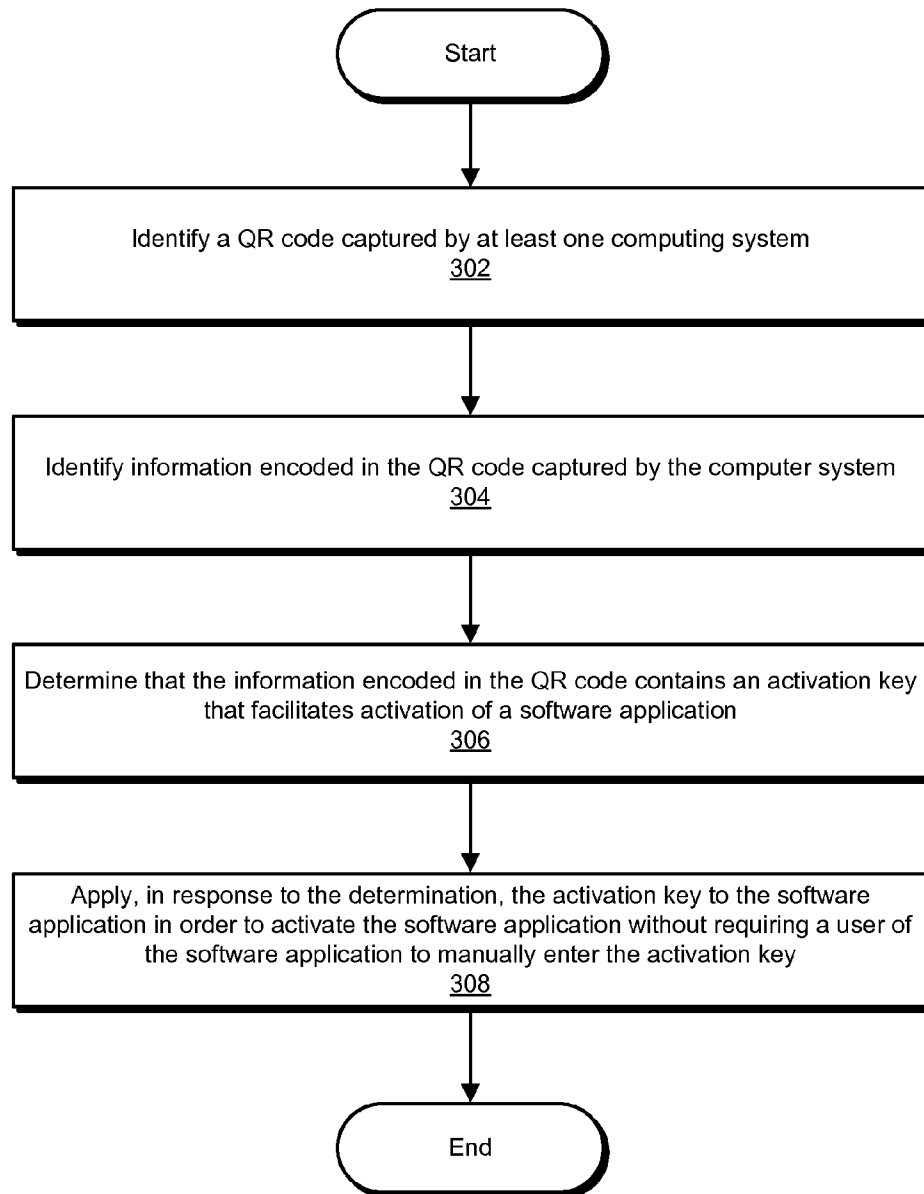 Start
Identify a QR code captured by at least one computing system
302
Identify information encoded in the QR code captured by the computer system
304
Determine that the information encoded in the QR code contains an activation key
that facilitates activation of a software application
306
Apply, in response to the determination, the activation key to the software
application in order to activate the software application without requiring a user of
the software application to manually enter the activation key
308
End